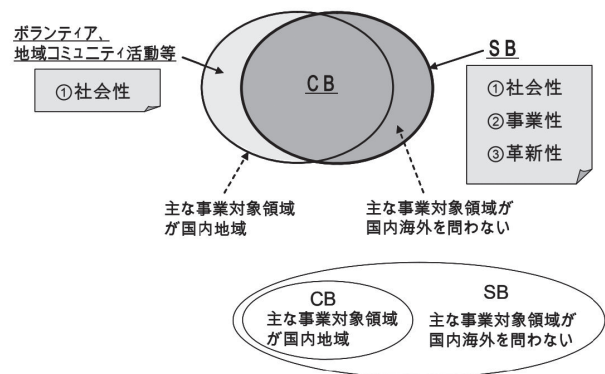 ボランティア、
地域コミュニティ活動等
①社会性
CB
SB
①社会性
②事業性
③革新性
主な事業対象領域
が国内地域
主な事業対象領域が
国内海外を問わない
CB
主な事業対象領域
が国内地域
SB
主な事業対象領域が
国内海外を問わない